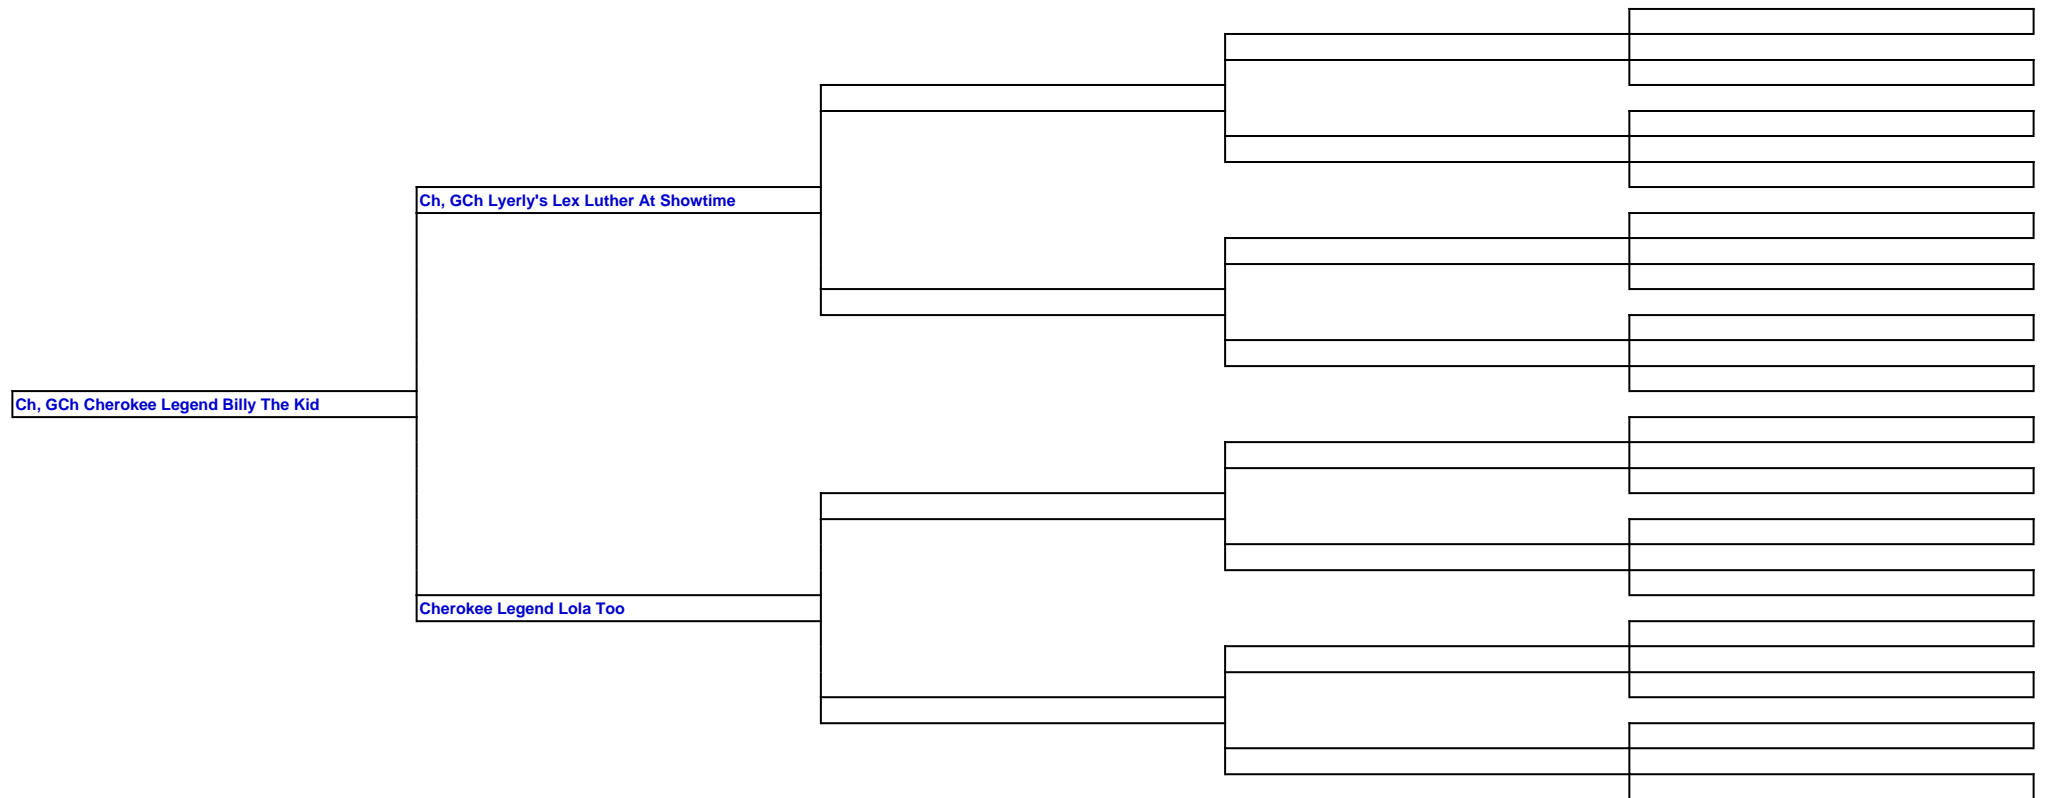 Ch, GCh Lyerly's Lex Luther At Showtime
Ch, GCh Cherokee Legend Billy The Kid
Cherokee Legend Lola Too